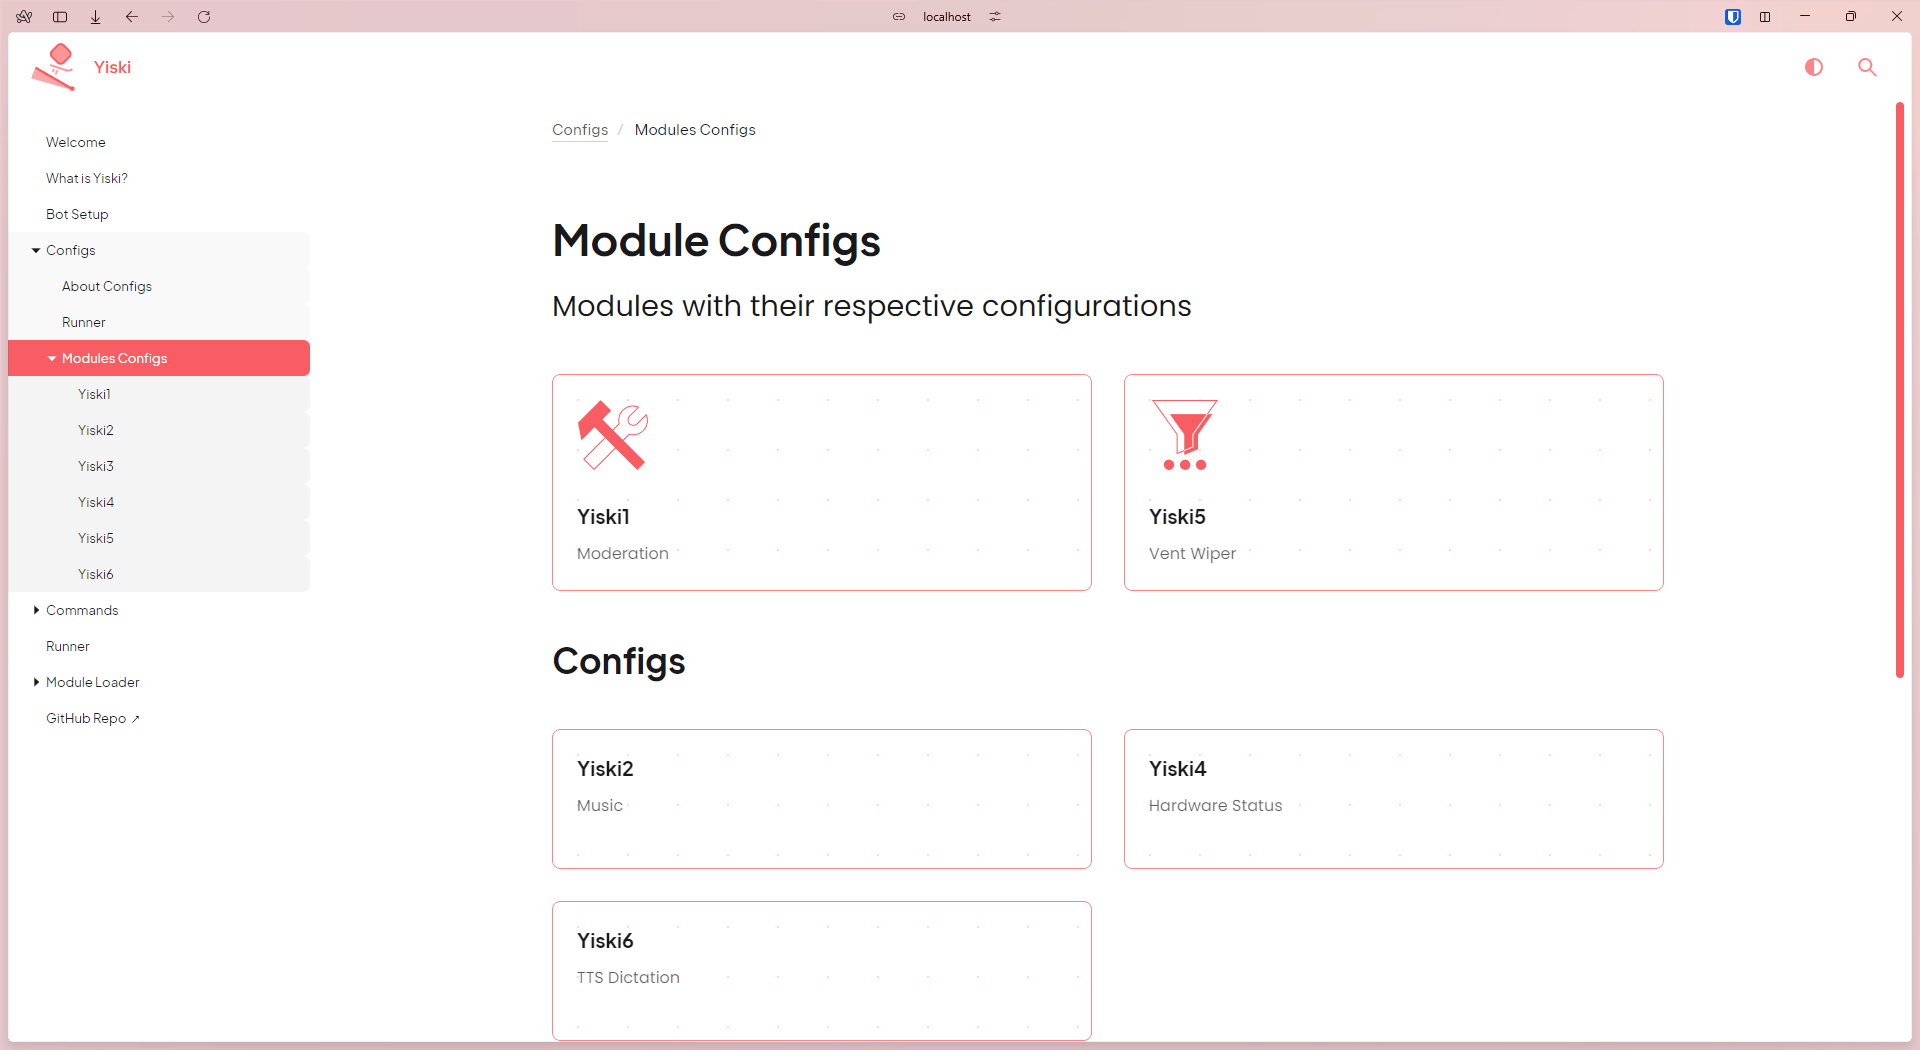 localhost
Yiski
Welcome
What is Yiski?
Bot Setup
Configs
About Configs
Runner
Modules Configs
Yiski1
Yiski2
Yiski3
Yiski4
Yiski5
Yiski6
Commands
Runner
Module Loader
GitHub Repo ↗
Configs / Modules Configs
Module Configs
Modules with their respective configurations
Yiski1
Moderation
Yiski5
Vent Wiper
Configs
Yiski2
Music
Yiski4
Hardware Status
Yiski6
TTS Dictation